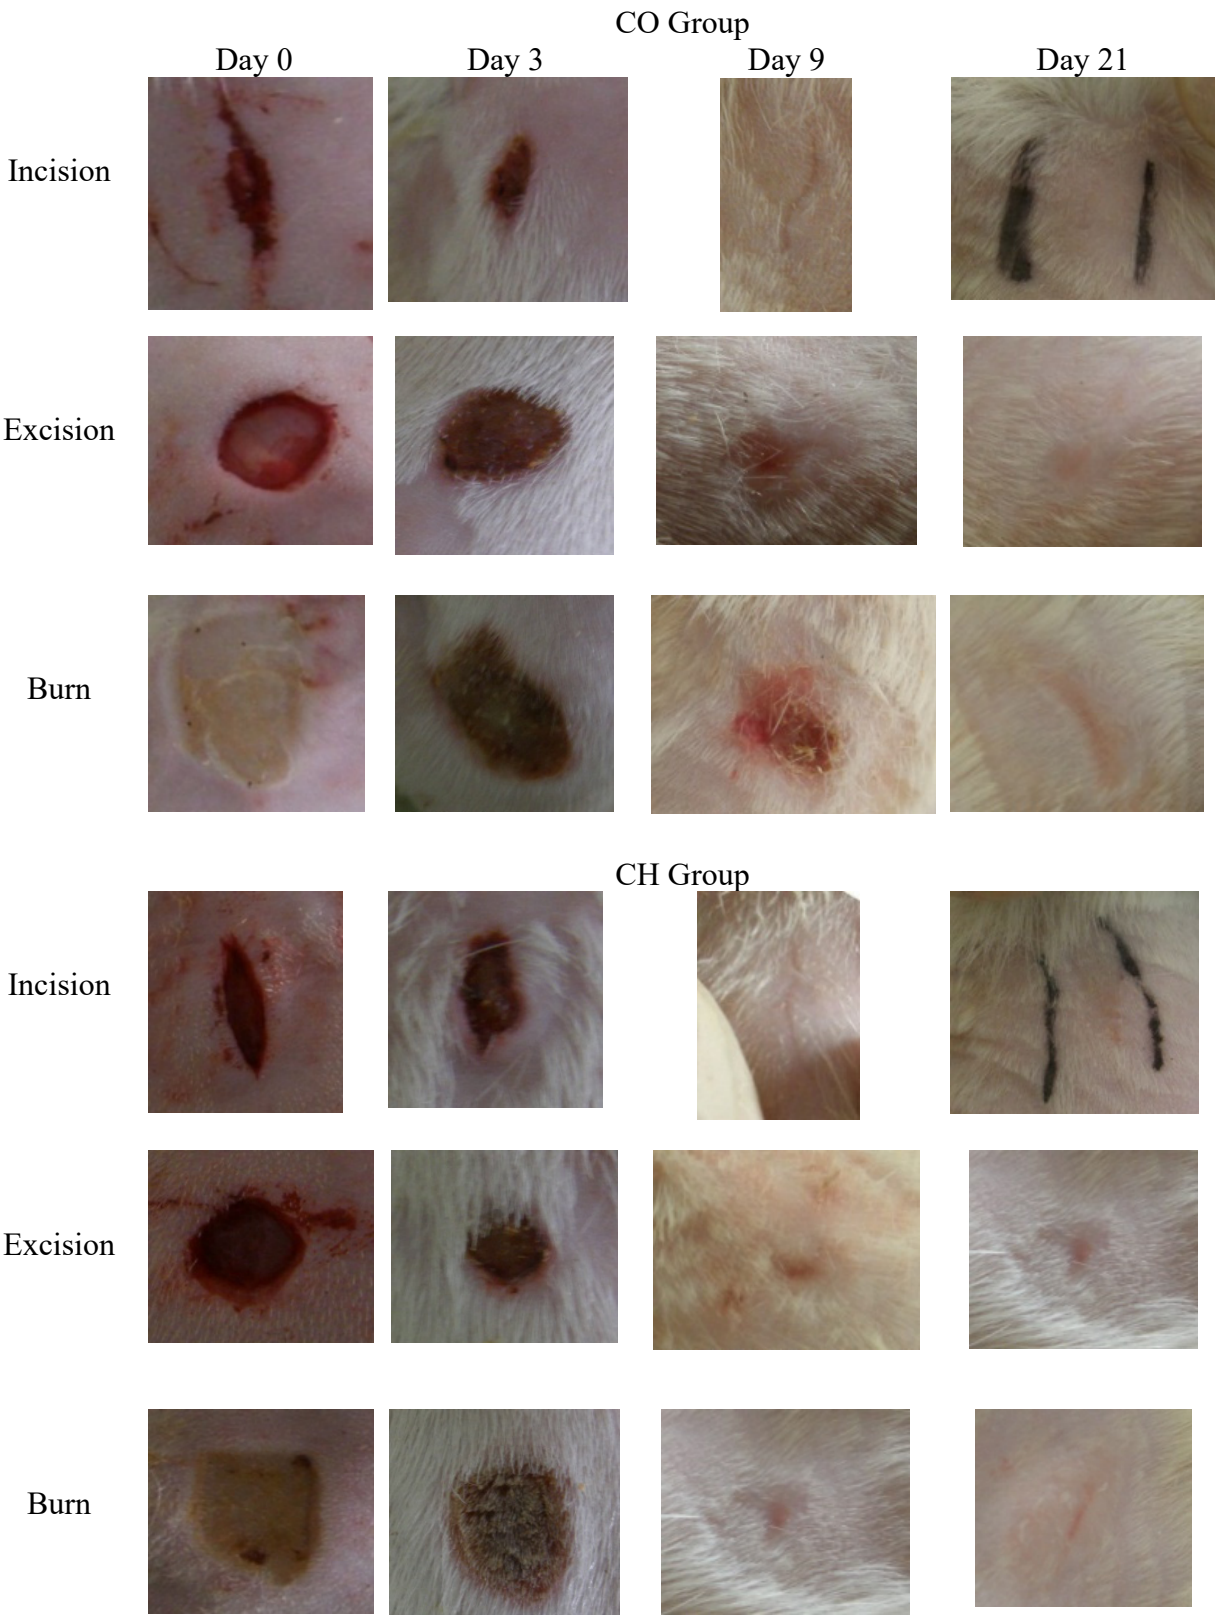 CO Group
Day 0 Day 3 Day 9 Day 21
Incision
Excision
Burn
CH Group
Incision
Excision
Burn